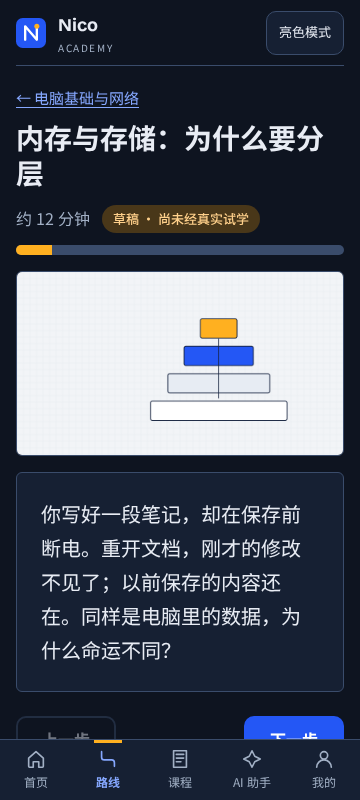 Nico
ACADEMY
亮色模式
← 电脑基础与网络
内存与存储：为什么要分
层
约 12 分钟
草稿 · 尚未经真实试学
你写好一段笔记，却在保存前
断电。重开文档，刚才的修改
不见了；以前保存的内容还
在。同样是电脑里的数据，为
什么命运不同？
上一步
下一步
首页
路线
课程
AI 助手
我的